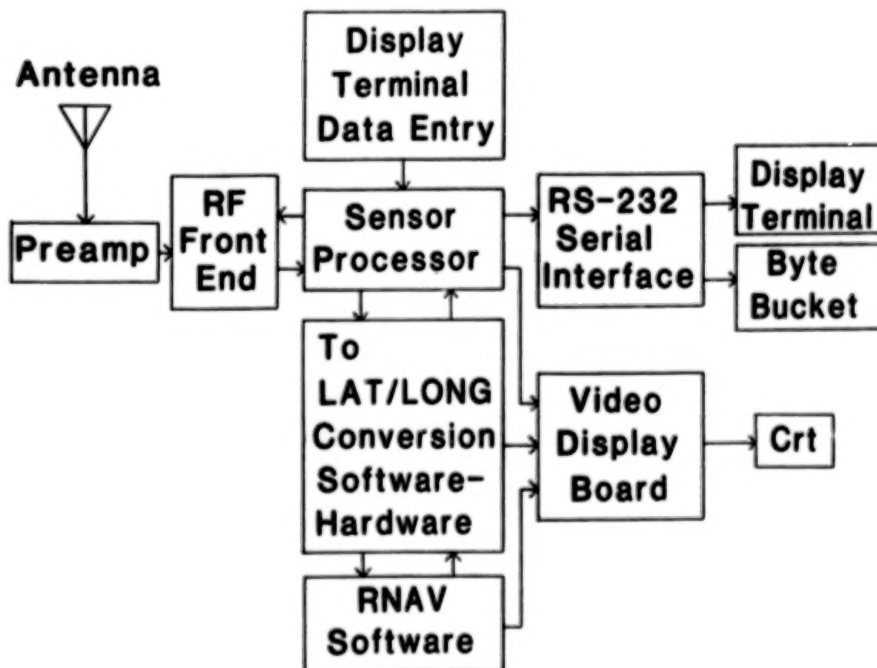 Antenna
Display
Terminal
Data Entry
Preamp
RF
Front
End
Sensor
Processor
RS-232
Serial
Interface
Display
Terminal
Byte
Bucket
To
LAT/LONG
Conversion
Software-
Hardware
Video
Display
Board
Crt
RNAV
Software